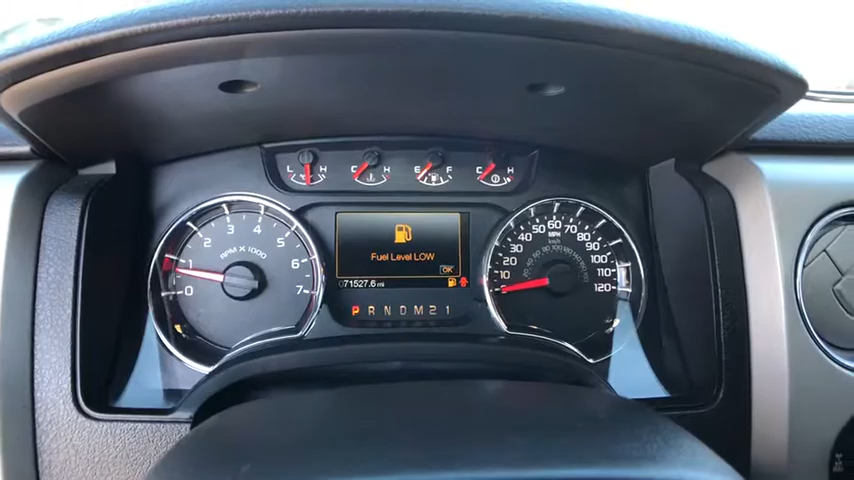 L H C H E F C H
0 1 2 3 4 5 6 7
RPM X 1000
Fuel Level LOW
OK
071527.6 mi
P R N D M 2 1
10 20 30 40 50 60 70 80 90 100 110 120
MPH
km/h